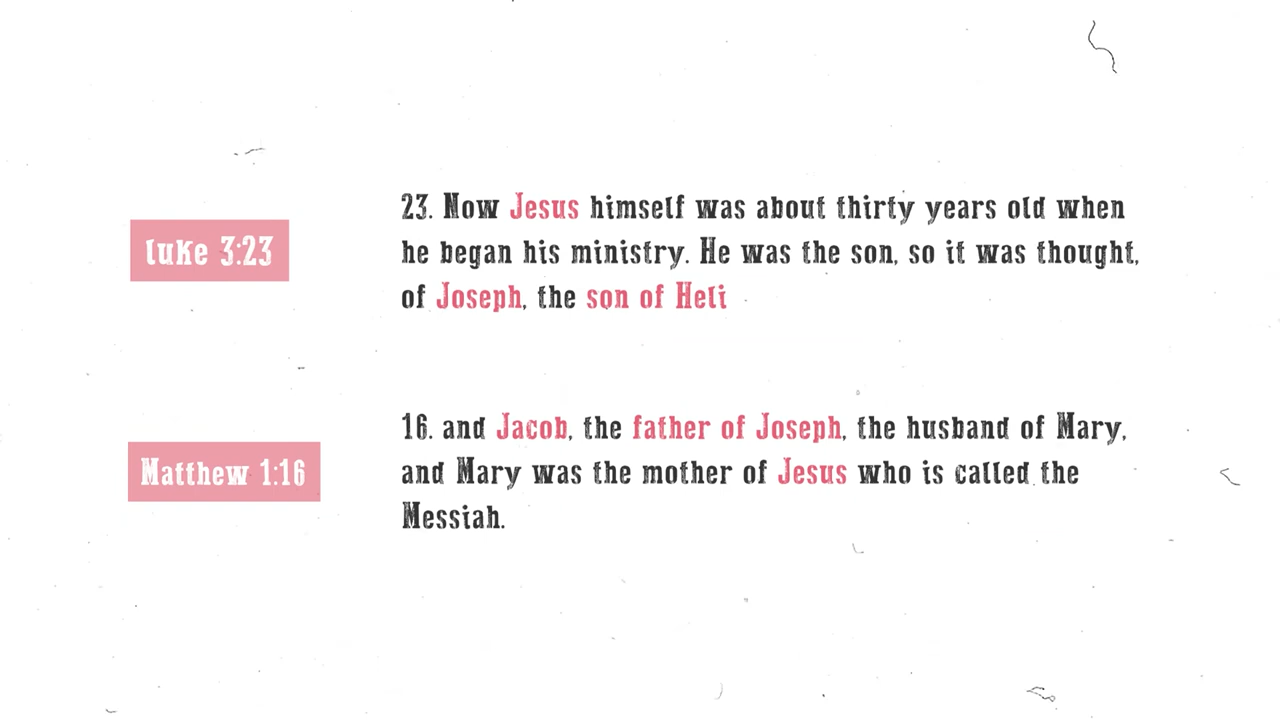 Luke 3:23
23. Now Jesus himself was about thirty years old when
he began his ministry. He was the son, so it was thought,
of Joseph, the son of Heli
Matthew 1:16
16. and Jacob, the father of Joseph, the husband of Mary,
and Mary was the mother of Jesus who is called the
Messiah.